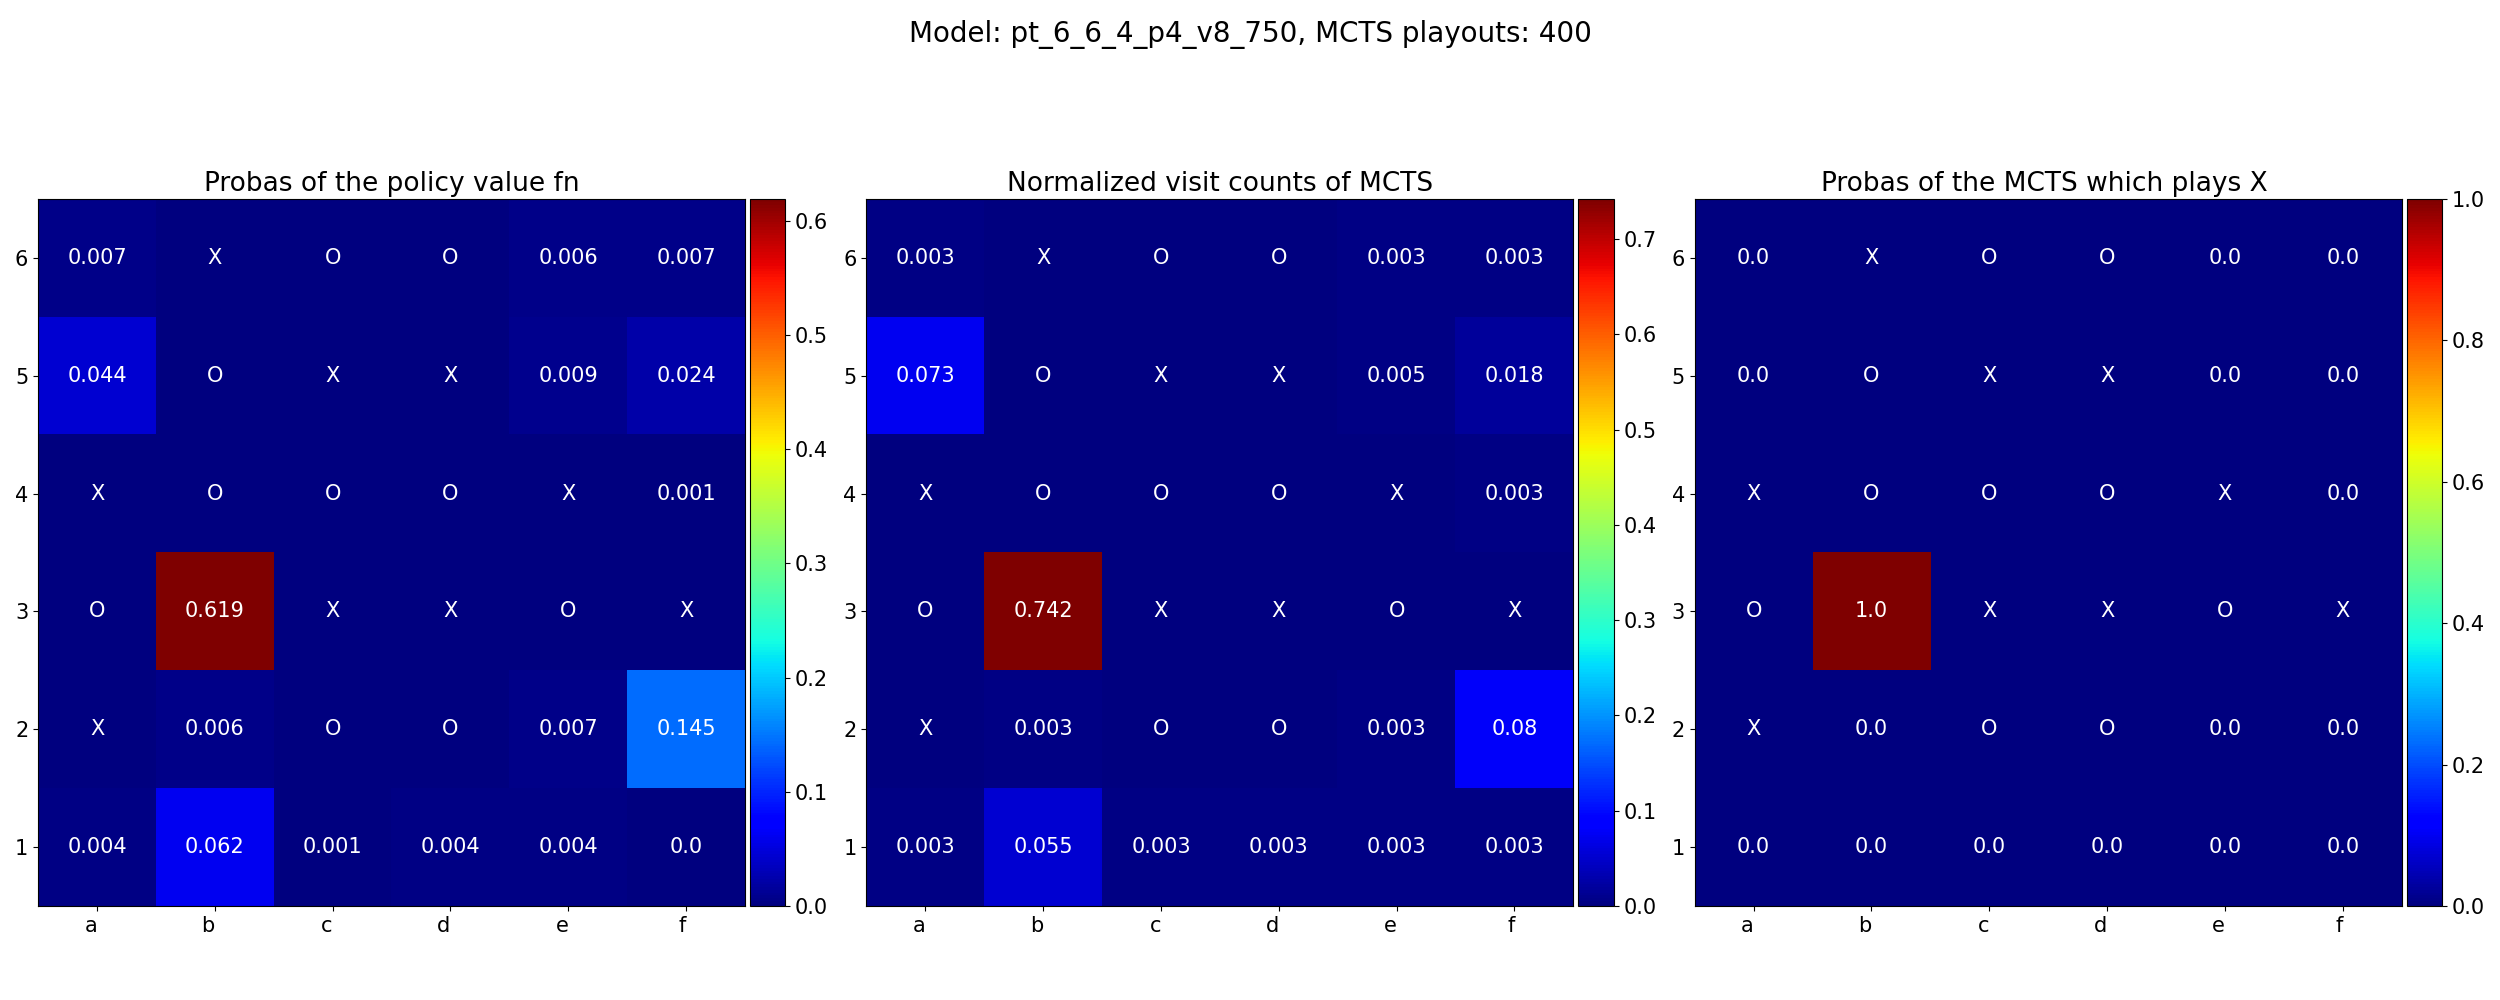 Model: pt_6_6_4_p4_v8_750, MCTS playouts: 400
Probas of the policy value fn
6 0.007 X O O 0.006 0.007
5 0.044 O X X 0.009 0.024
4 X O O O X 0.001
3 O 0.619 X X O X
2 X 0.006 O O 0.007 0.145
1 0.004 0.062 0.001 0.004 0.004 0.0
a b c d e f
0.6
0.5
0.4
0.3
0.2
0.1
0.0
Normalized visit counts of MCTS
6 0.003 X O O 0.003 0.003
5 0.073 O X X 0.005 0.018
4 X O O O X 0.003
3 O 0.742 X X O X
2 X 0.003 O O 0.003 0.08
1 0.003 0.055 0.003 0.003 0.003 0.003
a b c d e f
0.7
0.6
0.5
0.4
0.3
0.2
0.1
0.0
Probas of the MCTS which plays X
6 0.0 X O O 0.0 0.0
5 0.0 O X X 0.0 0.0
4 X O O O X 0.0
3 O 1.0 X X O X
2 X 0.0 O O 0.0 0.0
1 0.0 0.0 0.0 0.0 0.0 0.0
a b c d e f
1.0
0.8
0.6
0.4
0.2
0.0